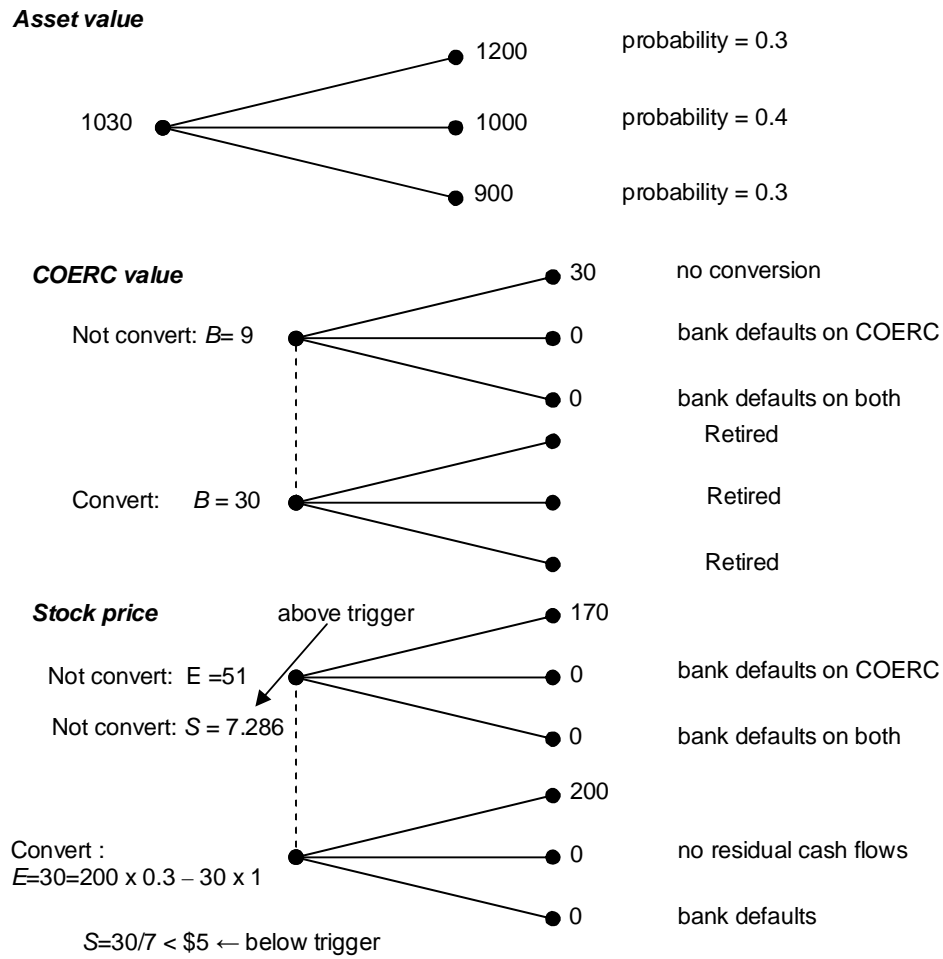 Asset value
1200 probability = 0.3
1030 1000 probability = 0.4
900 probability = 0.3
COERC value
30 no conversion
Not convert: B= 9 0 bank defaults on COERC
0 bank defaults on both
Retired
Convert: B = 30 Retired
Retired
Stock price above trigger 170
Not convert: E =51 0 bank defaults on COERC
Not convert: S = 7.286
0 bank defaults on both
200
Convert : 0 no residual cash flows
E=30=200 x 0.3 – 30 x 1
0 bank defaults
S=30/7 < $5 ← below trigger